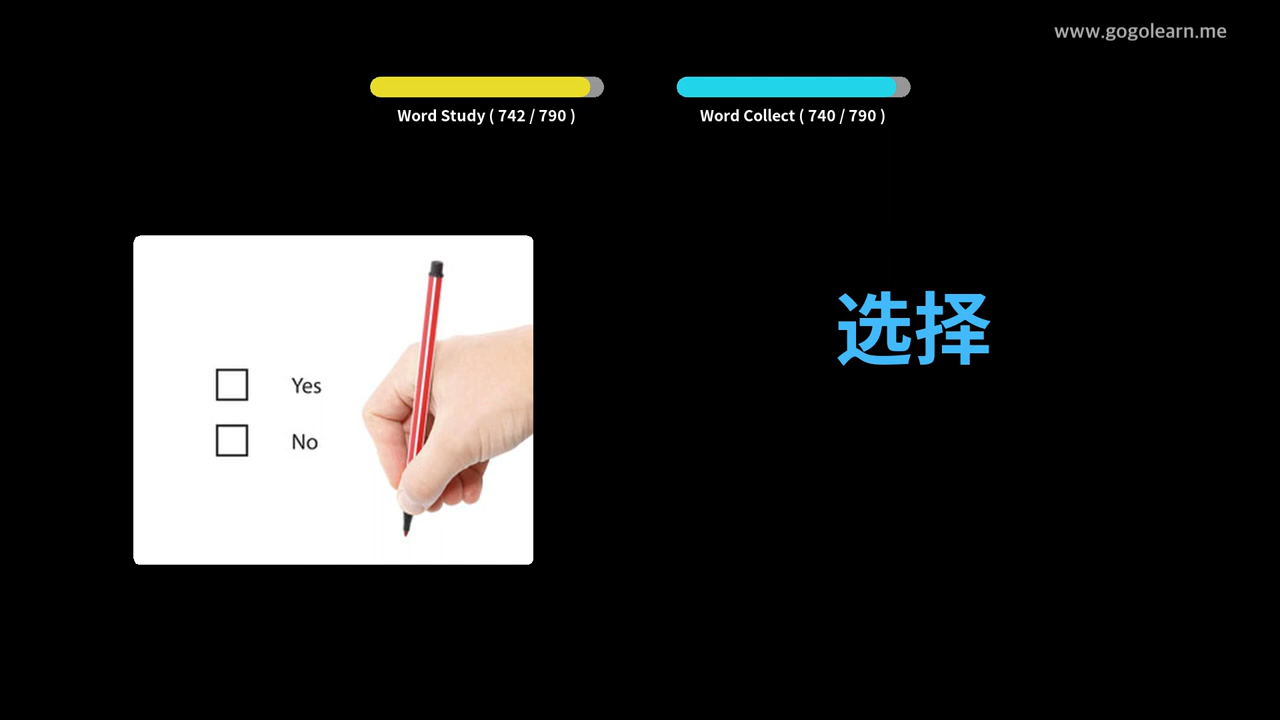 www.gogolearn.me
Word Study ( 742 / 790 )
Word Collect ( 740 / 790 )
选择
Yes
No